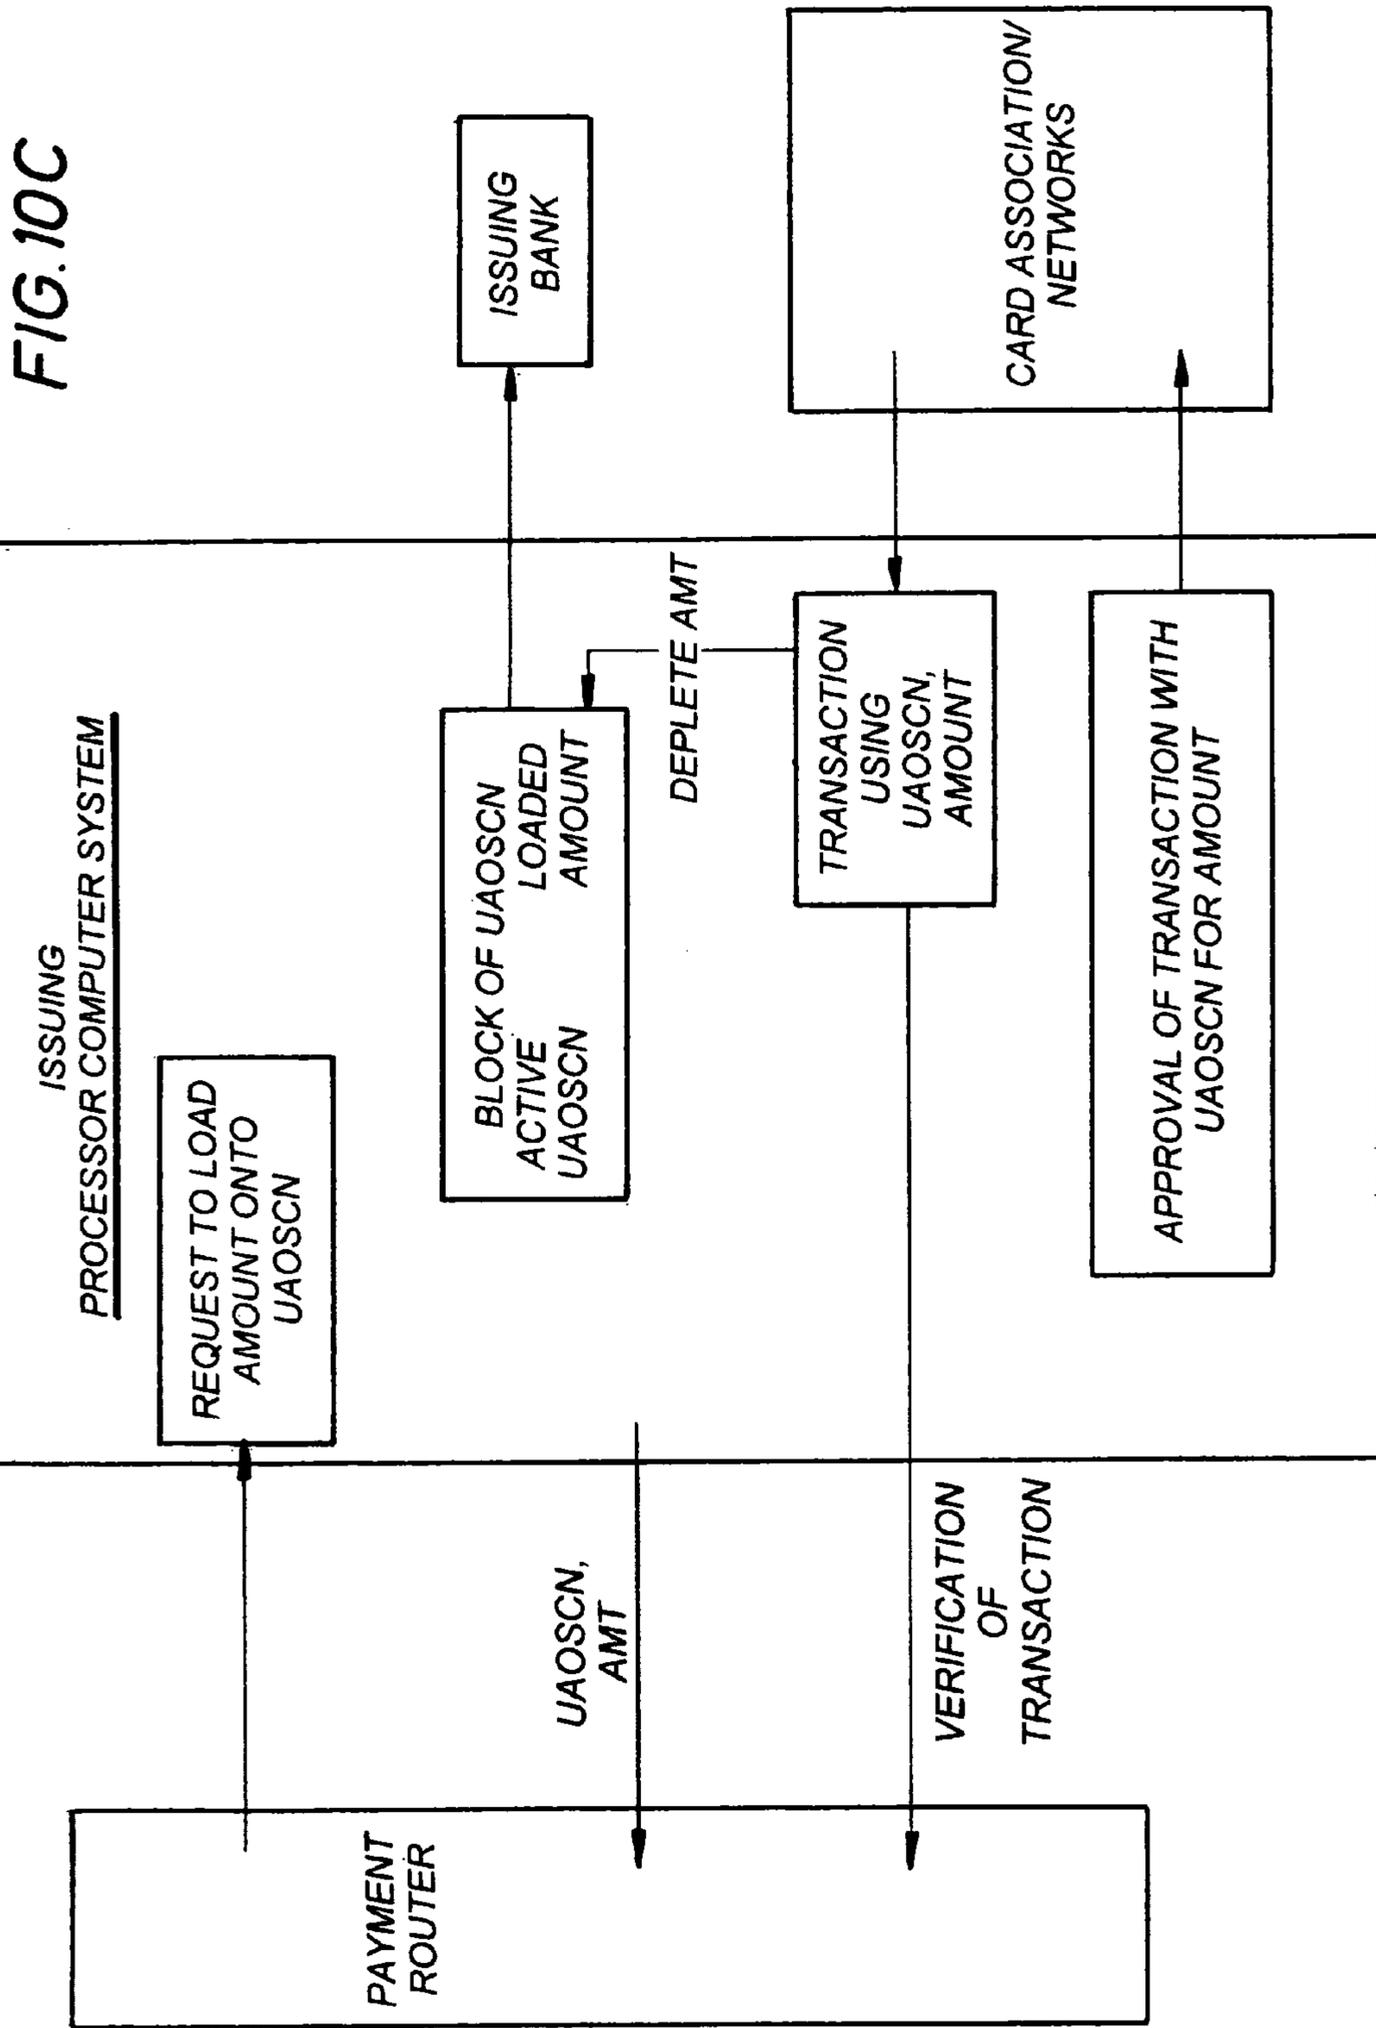 FIG. 10C
ISSUING
PROCESSOR COMPUTER SYSTEM
REQUEST TO LOAD
AMOUNT ONTO
UAOSCN
PAYMENT
ROUTER
BLOCK OF UAOSCN
ACTIVE LOADED
UAOSCN AMOUNT
ISSUING
BANK
UAOSCN,
AMT
DEPLETE AMT
TRANSACTION
USING
UAOSCN,
AMOUNT
VERIFICATION
OF
TRANSACTION
CARD ASSOCIATION/
NETWORKS
APPROVAL OF TRANSACTION WITH
UAOSCN FOR AMOUNT